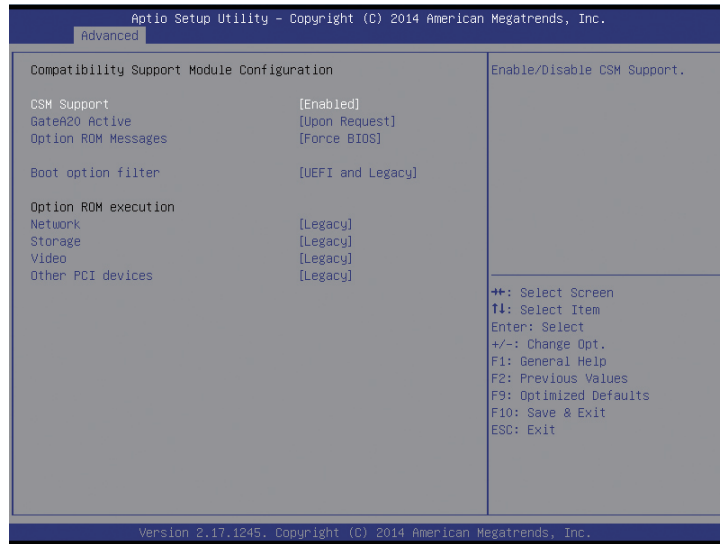 Aptio Setup Utility – Copyright (C) 2014 American Megatrends, Inc.
Advanced
Compatibility Support Module Configuration
CSM Support [Enabled]
GateA20 Active [Upon Request]
Option ROM Messages [Force BIOS]
Boot option filter [UEFI and Legacy]
Option ROM execution
Network [Legacy]
Storage [Legacy]
Video [Legacy]
Other PCI devices [Legacy]
Enable/Disable CSM Support.
→←: Select Screen
↑↓: Select Item
Enter: Select
+/-: Change Opt.
F1: General Help
F2: Previous Values
F9: Optimized Defaults
F10: Save & Exit
ESC: Exit
Version 2.17.1245. Copyright (C) 2014 American Megatrends, Inc.